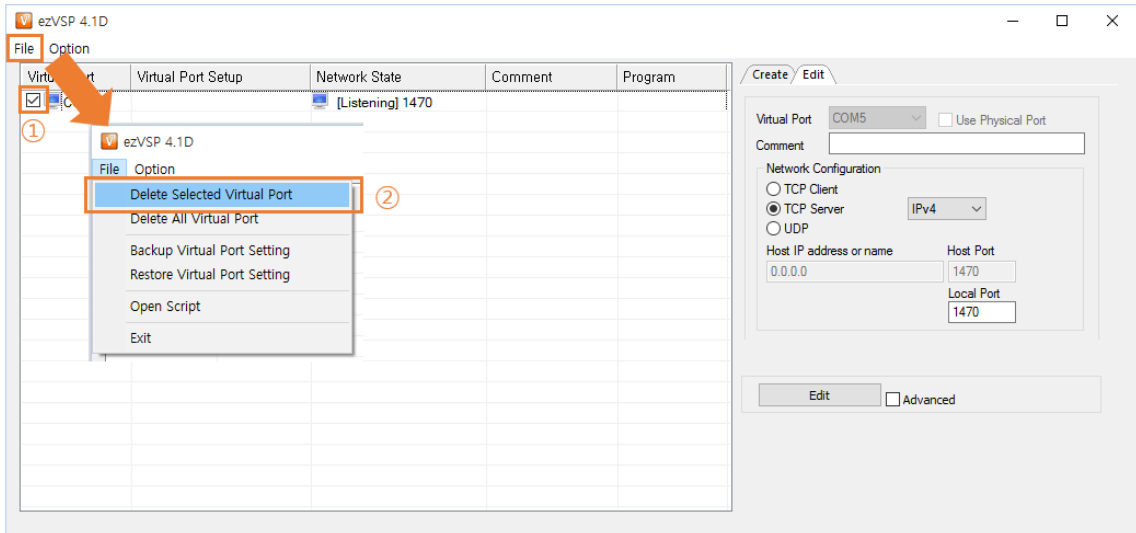 ezVSP 4.1D
File Option
Virtual Port Setup Network State Comment Program
[Listening] 1470
①
ezVSP 4.1D
File Option
Delete Selected Virtual Port
②
Delete All Virtual Port
Backup Virtual Port Setting
Restore Virtual Port Setting
Open Script
Exit
Create Edit
Virtual Port COM5 Use Physical Port
Comment
Network Configuration
TCP Client
TCP Server IPv4
UDP
Host IP address or name Host Port
0.0.0.0 1470
Local Port
1470
Edit Advanced